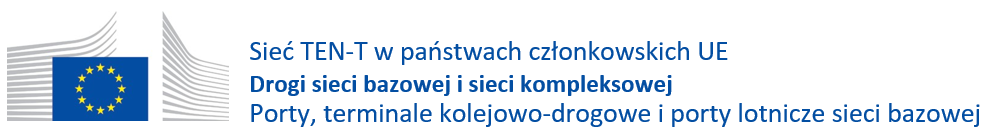 Sieć TEN-T w państwach członkowskich UE
Drogi sieci bazowej i sieci kompleksowej
Porty, terminale kolejowo-drogowe i porty lotnicze sieci bazowej